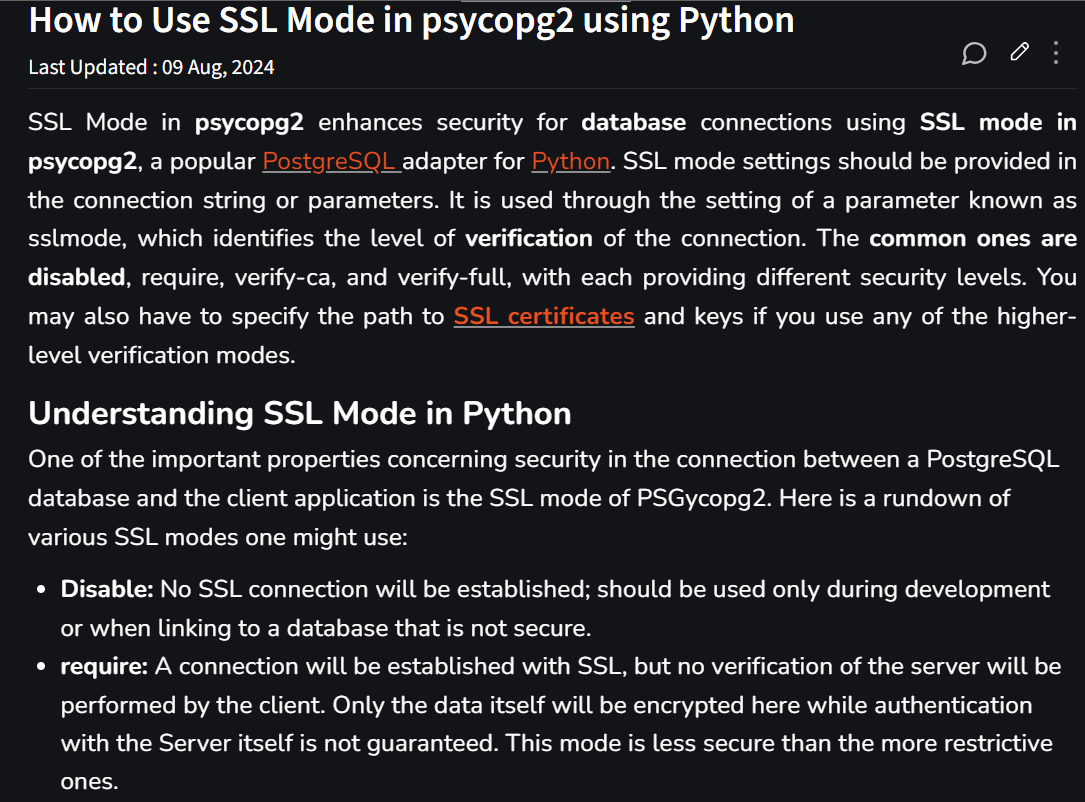 How to Use SSL Mode in psycopg2 using Python
Last Updated : 09 Aug, 2024
SSL Mode in psycopg2 enhances security for database connections using SSL mode in
psycopg2, a popular PostgreSQL adapter for Python. SSL mode settings should be provided in
the connection string or parameters. It is used through the setting of a parameter known as
sslmode, which identifies the level of verification of the connection. The common ones are
disabled, require, verify-ca, and verify-full, with each providing different security levels. You
may also have to specify the path to SSL certificates and keys if you use any of the higher-
level verification modes.
Understanding SSL Mode in Python
One of the important properties concerning security in the connection between a PostgreSQL
database and the client application is the SSL mode of PSGycopg2. Here is a rundown of
various SSL modes one might use:
• Disable: No SSL connection will be established; should be used only during development
or when linking to a database that is not secure.
• require: A connection will be established with SSL, but no verification of the server will be
performed by the client. Only the data itself will be encrypted here while authentication
with the Server itself is not guaranteed. This mode is less secure than the more restrictive
ones.